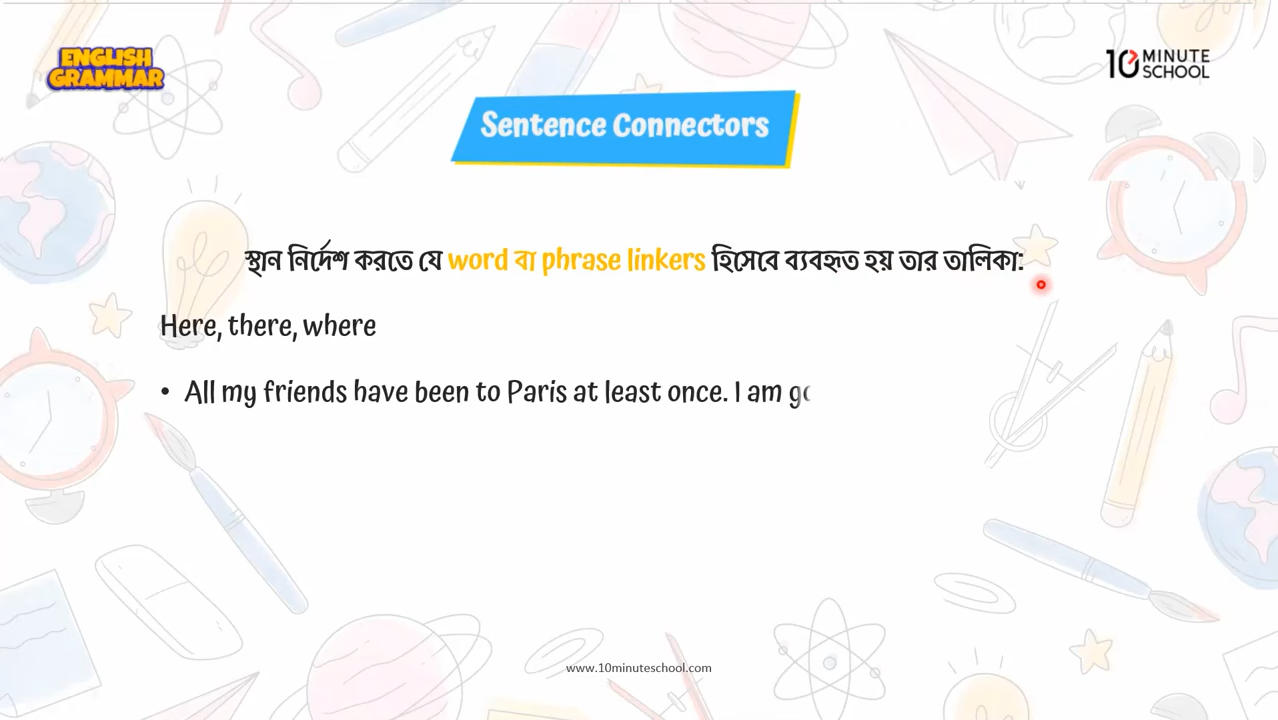 ENGLISH
GRAMMAR
10 MINUTE
SCHOOL
Sentence Connectors
স্থান নির্দেশ করতে যে word বা phrase linkers হিসেবে ব্যবহৃত হয় তার তালিকা:
Here, there, where
• All my friends have been to Paris at least once. I am
www.10minuteschool.com